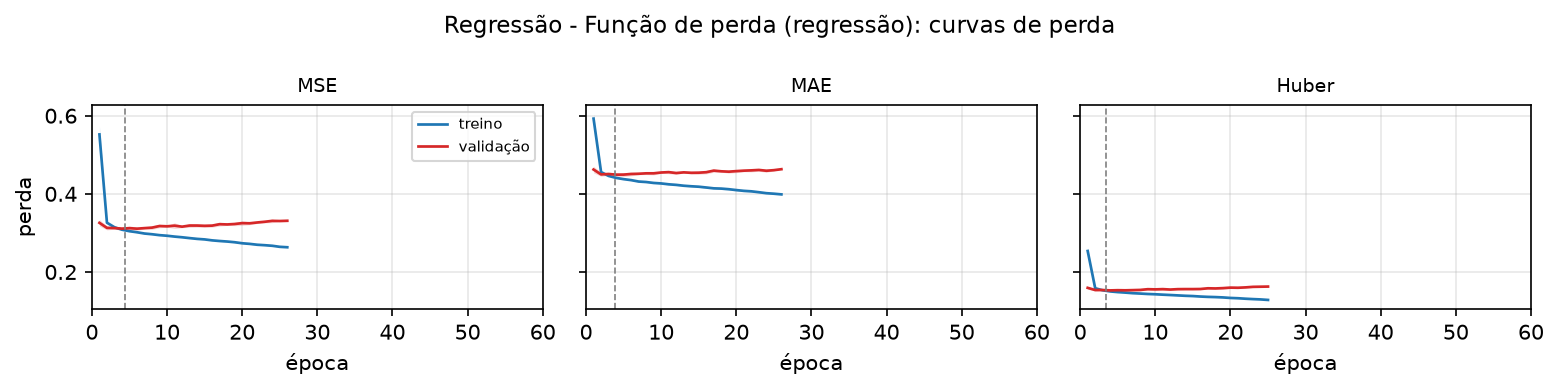 Regressão - Função de perda (regressão): curvas de perda
MSE
MAE
Huber
perda
0.6
0.4
0.2
treino
validação
0 10 20 30 40 50 60
0 10 20 30 40 50 60
0 10 20 30 40 50 60
época
época
época